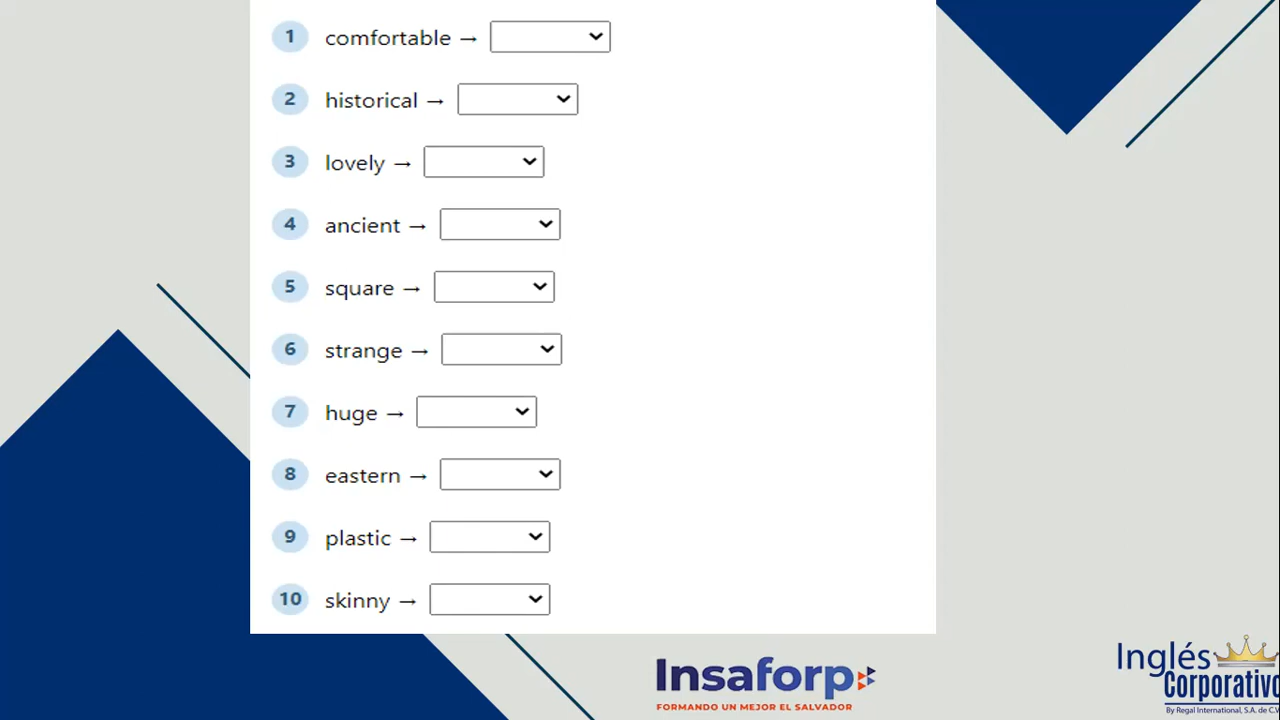 1 comfortable →
2 historical →
3 lovely →
4 ancient →
5 square →
6 strange →
7 huge →
8 eastern →
9 plastic →
10 skinny →
Insaforp
FORMANDO UN MEJOR EL SALVADOR
Inglés
Corporativo
By Regal International, S.A. de C.V